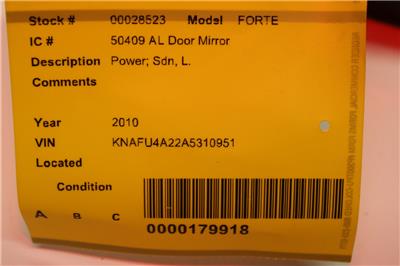 Stock # 00028523 Model FORTE
IC # 50409 AL Door Mirror
Description Power; Sdn, L.
Comments
Year 2010
VIN KNAFU4A22A5310951
Located
Condition
A B C
0000179918